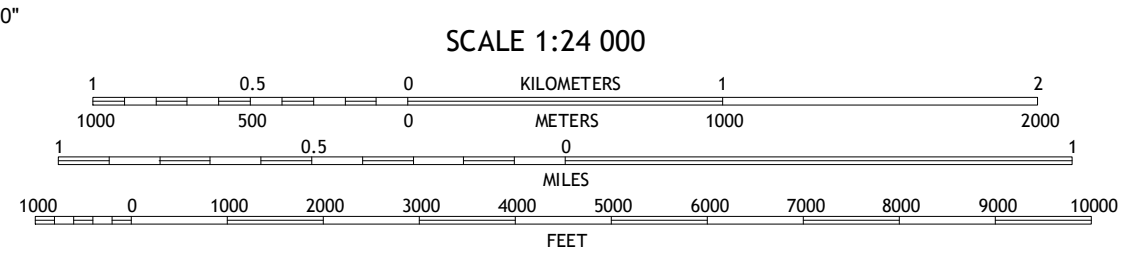 0"
SCALE 1:24 000
1 0.5 0 KILOMETERS 1 2
1000 500 0 METERS 1000 2000
1 0.5 0 1
MILES
1000 0 1000 2000 3000 4000 5000 6000 7000 8000 9000 10000
FEET